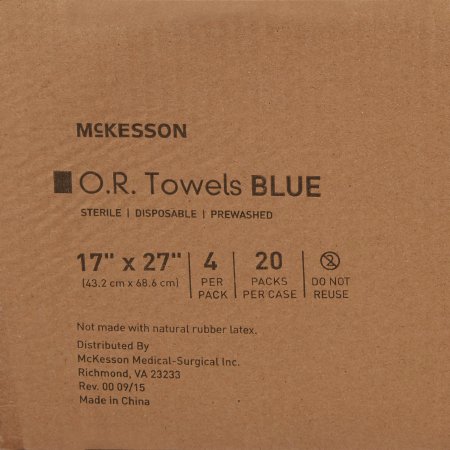 McKESSON
O.R. Towels BLUE
STERILE | DISPOSABLE | PREWASHED
17" x 27" | 4 | 20
(43.2 cm x 68.6 cm) | PER PACK | PACKS PER CASE | DO NOT REUSE
Not made with natural rubber latex.
Distributed By
McKesson Medical-Surgical Inc.
Richmond, VA 23233
Rev. 00 09/15
Made in China